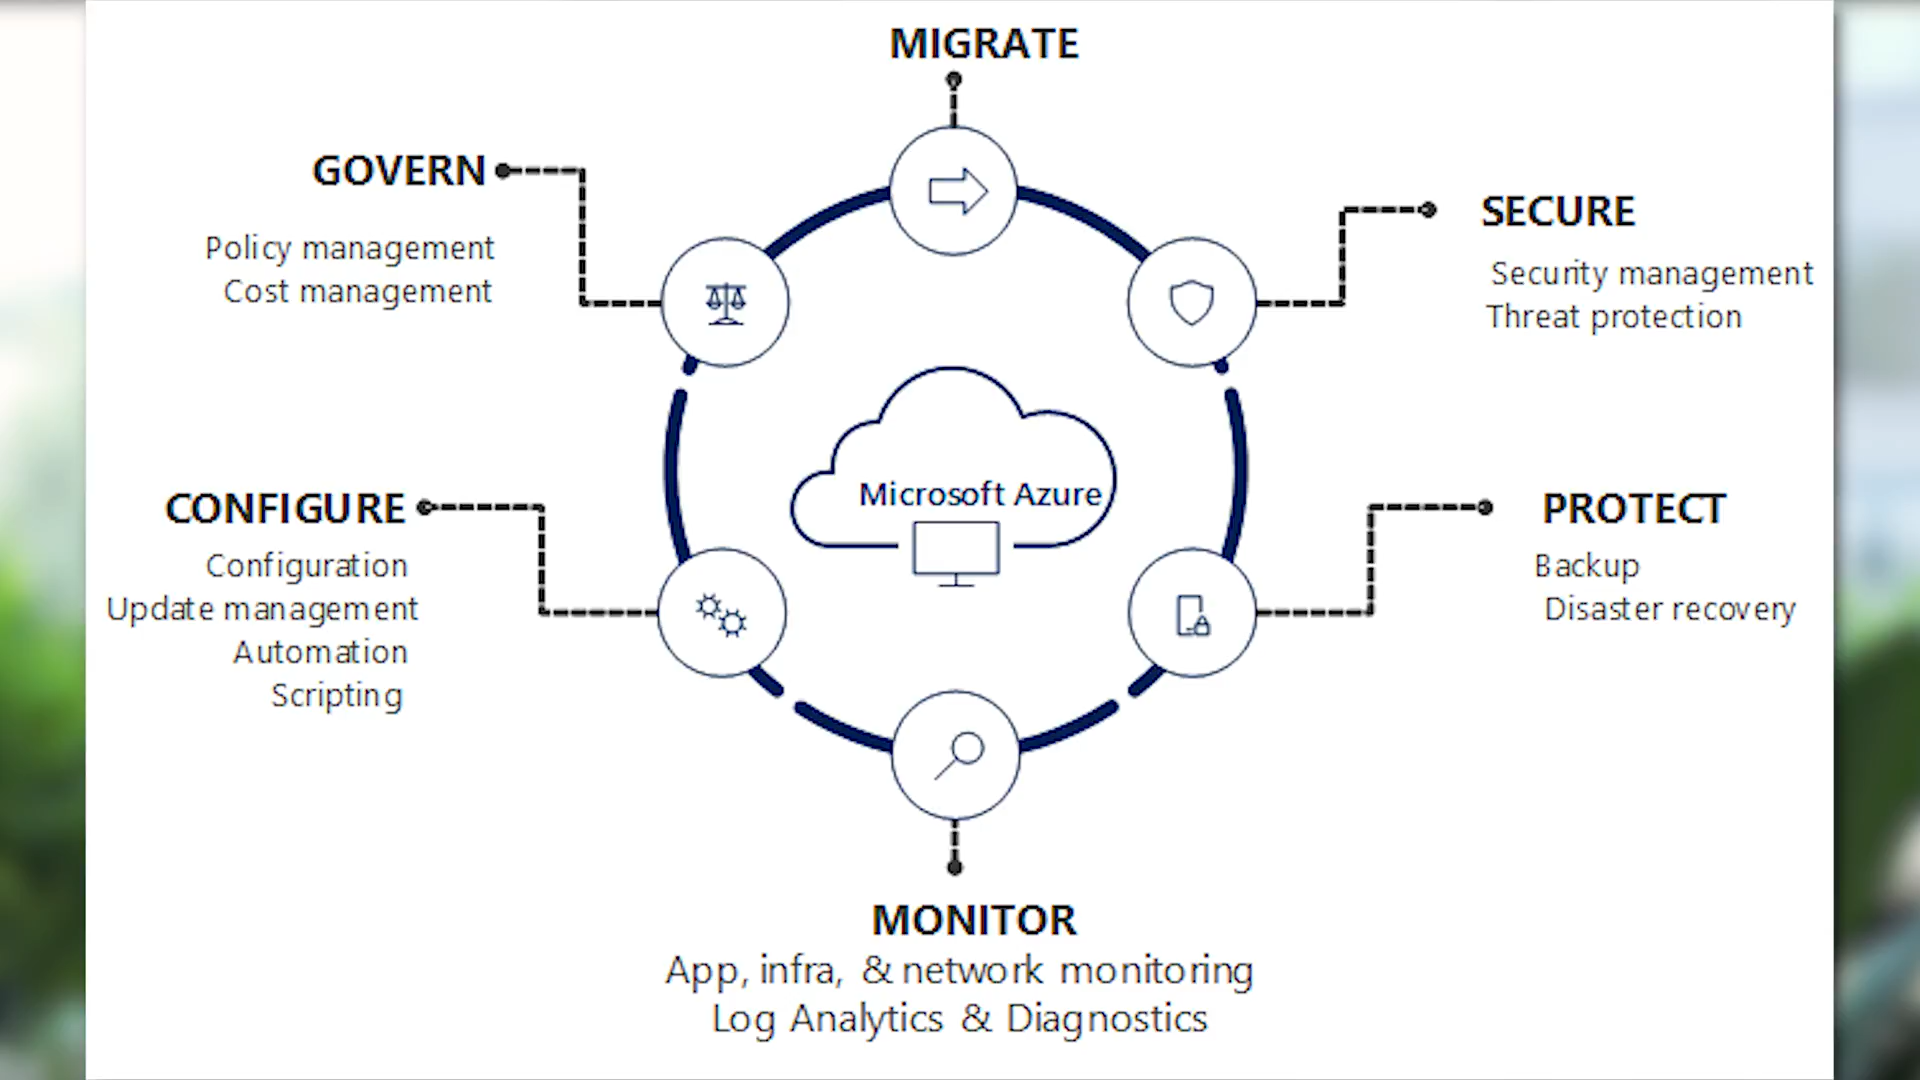 MIGRATE
GOVERN
Policy management
Cost management
SECURE
Security management
Threat protection
Microsoft Azure
CONFIGURE
Configuration
Update management
Automation
Scripting
PROTECT
Backup
Disaster recovery
MONITOR
App, infra, & network monitoring
Log Analytics & Diagnostics